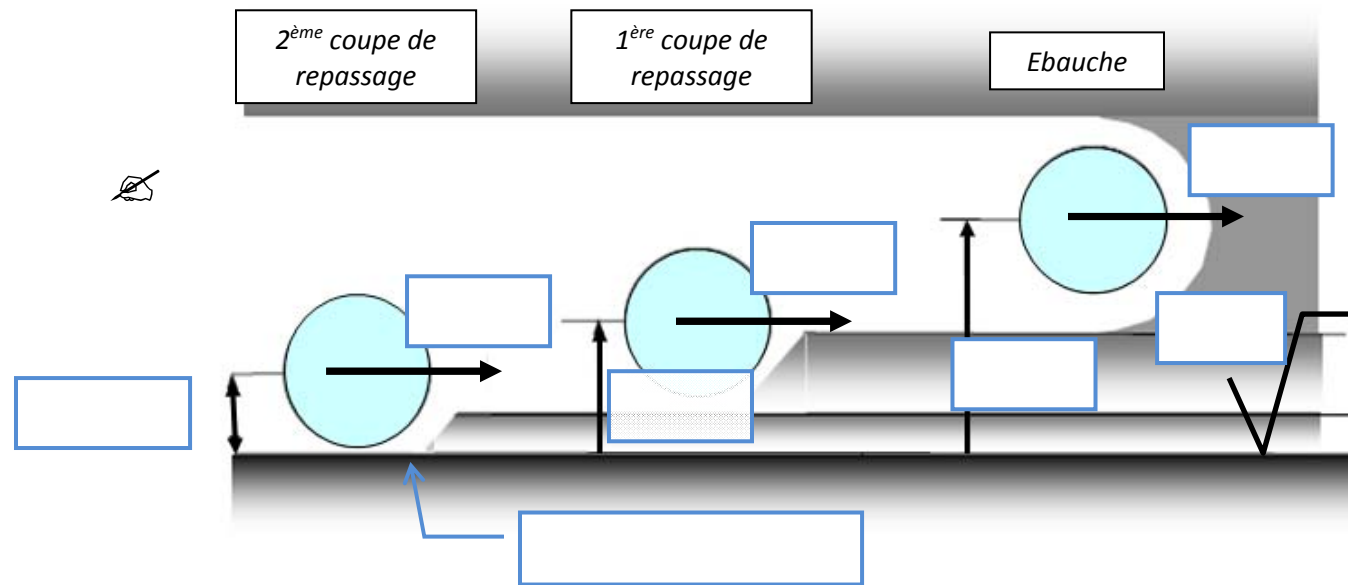 2ème coupe de
repassage
1ère coupe de
repassage
Ebauche